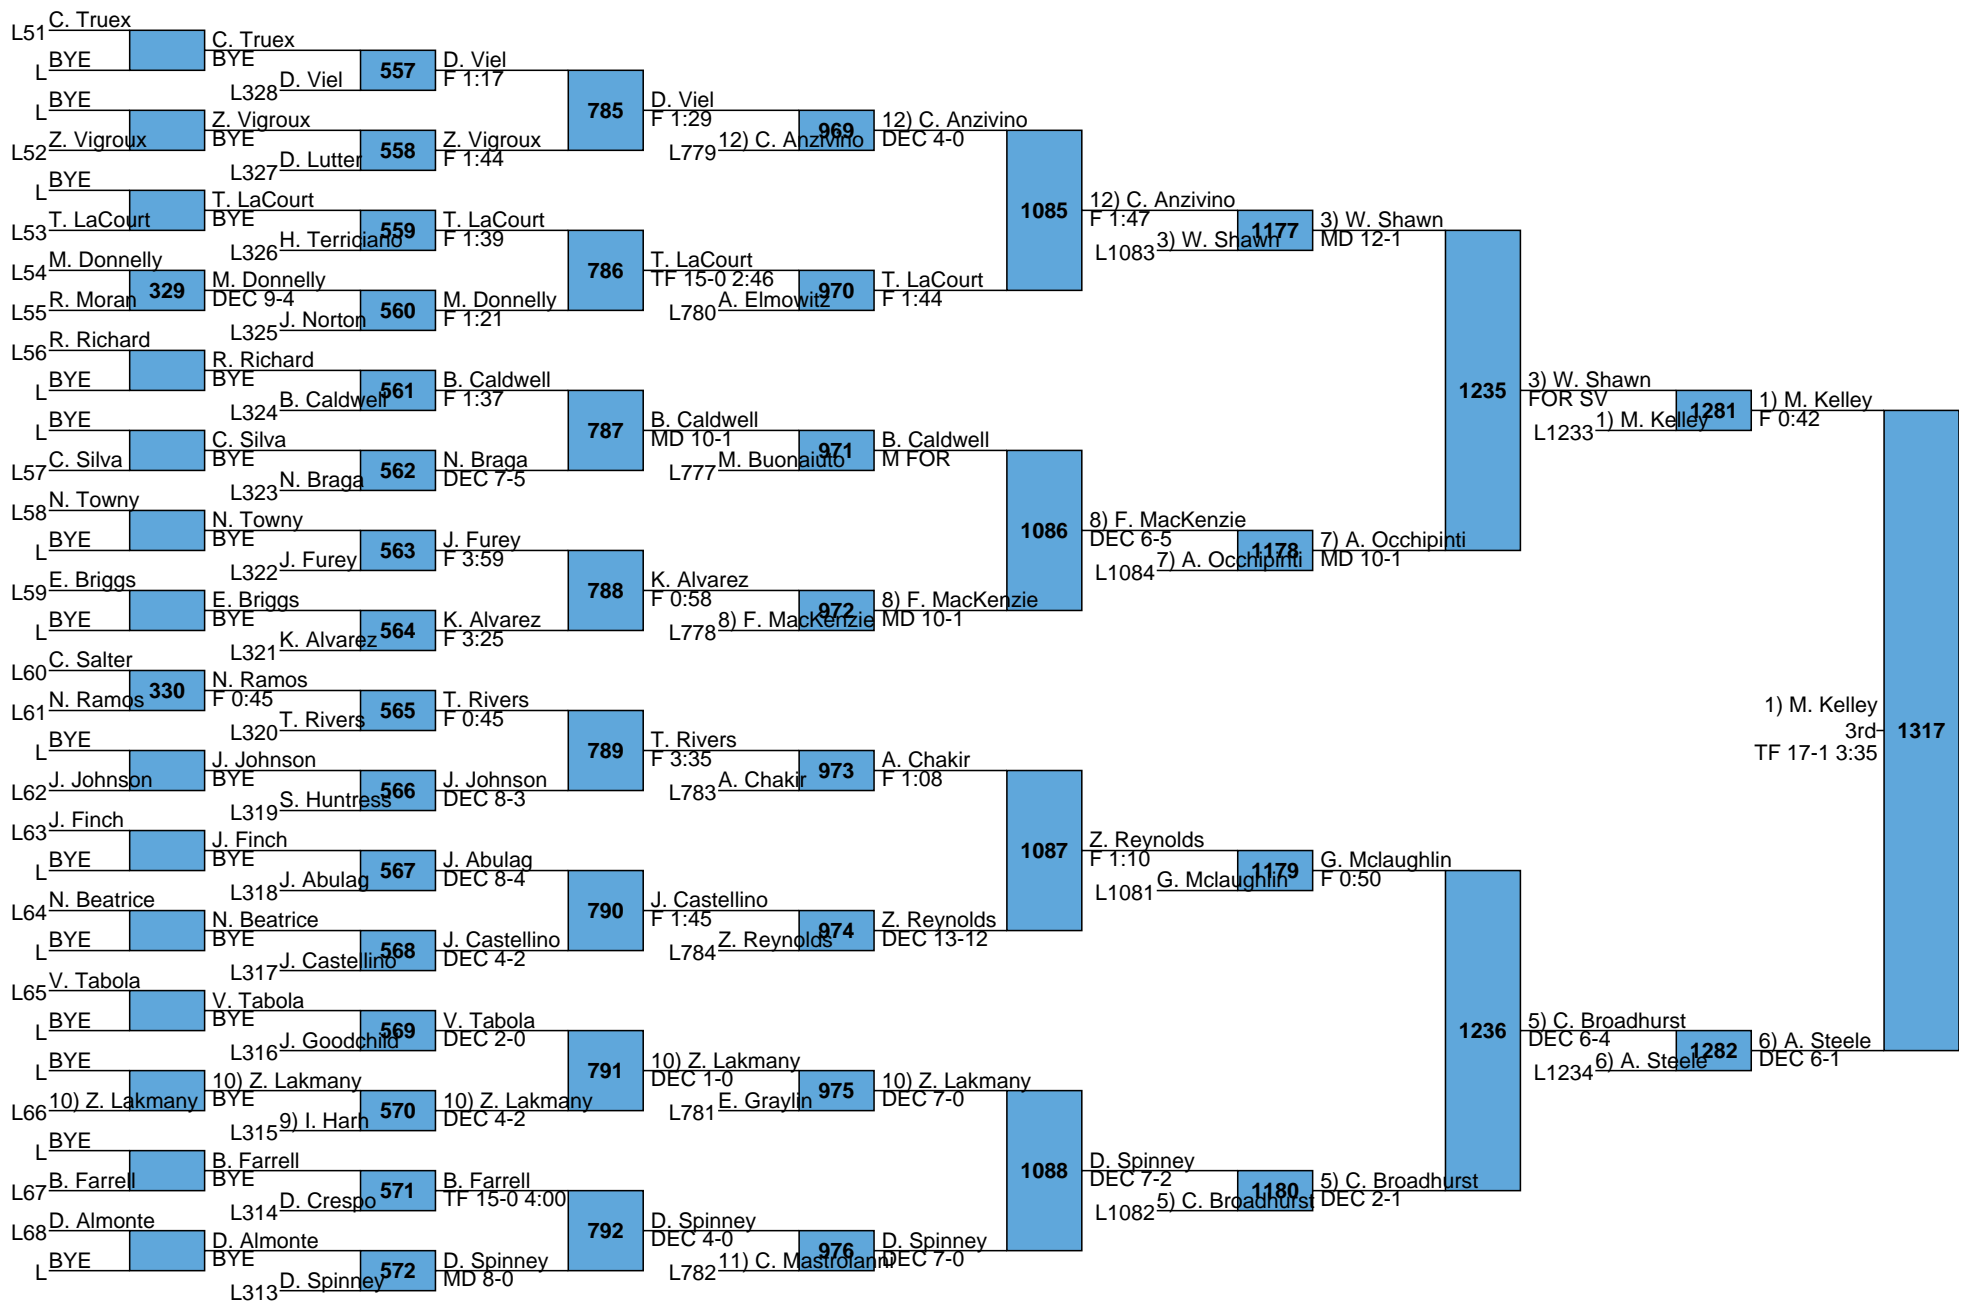 C. Truex
L51
BYE
L
C. Truex
BYE
L328 D. Viel
557
D. Viel
F 1:17
BYE
L
Z. Vigroux
L52
Z. Vigroux
BYE
L327 D. Lutter
558
Z. Vigroux
F 1:44
785
D. Viel
F 1:29
L779 12) C. Anzivino
969
12) C. Anzivino
DEC 4-0
BYE
L
T. LaCourt
L53
T. LaCourt
BYE
L326 H. Terriciano
559
T. LaCourt
F 1:39
M. Donnelly
L54
R. Moran
L55
329
M. Donnelly
DEC 9-4
L325 J. Norton
560
M. Donnelly
F 1:21
786
T. LaCourt
TF 15-0 2:46
L780 A. Elmowitz
970
T. LaCourt
F 1:44
1085
12) C. Anzivino
F 1:47
L1083 3) W. Shawn
1177
3) W. Shawn
MD 12-1
R. Richard
L56
BYE
L
R. Richard
BYE
L324 B. Caldwell
561
B. Caldwell
F 1:37
BYE
L
C. Silva
L57
C. Silva
BYE
L323 N. Braga
562
N. Braga
DEC 7-5
787
B. Caldwell
MD 10-1
L777 M. Buonaiuto
971
B. Caldwell
M FOR
N. Towny
L58
BYE
L
N. Towny
BYE
L322 J. Furey
563
J. Furey
F 3:59
E. Briggs
L59
BYE
L
E. Briggs
BYE
L321 K. Alvarez
564
K. Alvarez
F 3:25
788
K. Alvarez
F 0:58
L778 8) F. MacKenzie
972
8) F. MacKenzie
MD 10-1
1086
8) F. MacKenzie
DEC 6-5
L1084 7) A. Occhipinti
1178
7) A. Occhipinti
MD 10-1
1235
3) W. Shawn
FOR SV
L1233 1) M. Kelley
1281
1) M. Kelley
F 0:42
C. Salter
L60
N. Ramos
L61
330
N. Ramos
F 0:45
L320 T. Rivers
565
T. Rivers
F 0:45
BYE
L
J. Johnson
L62
J. Johnson
BYE
L319 S. Huntress
566
J. Johnson
DEC 8-3
789
T. Rivers
F 3:35
L783 A. Chakir
973
A. Chakir
F 1:08
J. Finch
L63
BYE
L
J. Finch
BYE
L318 J. Abulag
567
J. Abulag
DEC 8-4
N. Beatrice
L64
BYE
L
N. Beatrice
BYE
L317 J. Castellino
568
J. Castellino
DEC 4-2
790
J. Castellino
F 1:45
L784 Z. Reynolds
974
Z. Reynolds
DEC 13-12
1087
Z. Reynolds
F 1:10
L1081 G. Mclaughlin
1179
G. Mclaughlin
F 0:50
V. Tabola
L65
BYE
L
V. Tabola
BYE
L316 J. Goodchild
569
V. Tabola
DEC 2-0
BYE
L
10) Z. Lakmany
L66
10) Z. Lakmany
BYE
L315 9) I. Harh
570
10) Z. Lakmany
DEC 4-2
791
10) Z. Lakmany
DEC 1-0
L781 E. Graylin
975
10) Z. Lakmany
DEC 7-0
BYE
L
B. Farrell
L67
B. Farrell
BYE
L314 D. Crespo
571
B. Farrell
TF 15-0 4:00
D. Almonte
L68
BYE
L
D. Almonte
BYE
L313 D. Spinney
572
D. Spinney
MD 8-0
792
D. Spinney
DEC 4-0
L782 11) C. Mastroianni
976
D. Spinney
DEC 7-0
1088
D. Spinney
DEC 7-2
L1082 5) C. Broadhurst
1180
5) C. Broadhurst
DEC 2-1
1236
5) C. Broadhurst
DEC 6-4
L1234 6) A. Steele
1282
6) A. Steele
DEC 6-1
1) M. Kelley
3rd
TF 17-1 3:35
1317